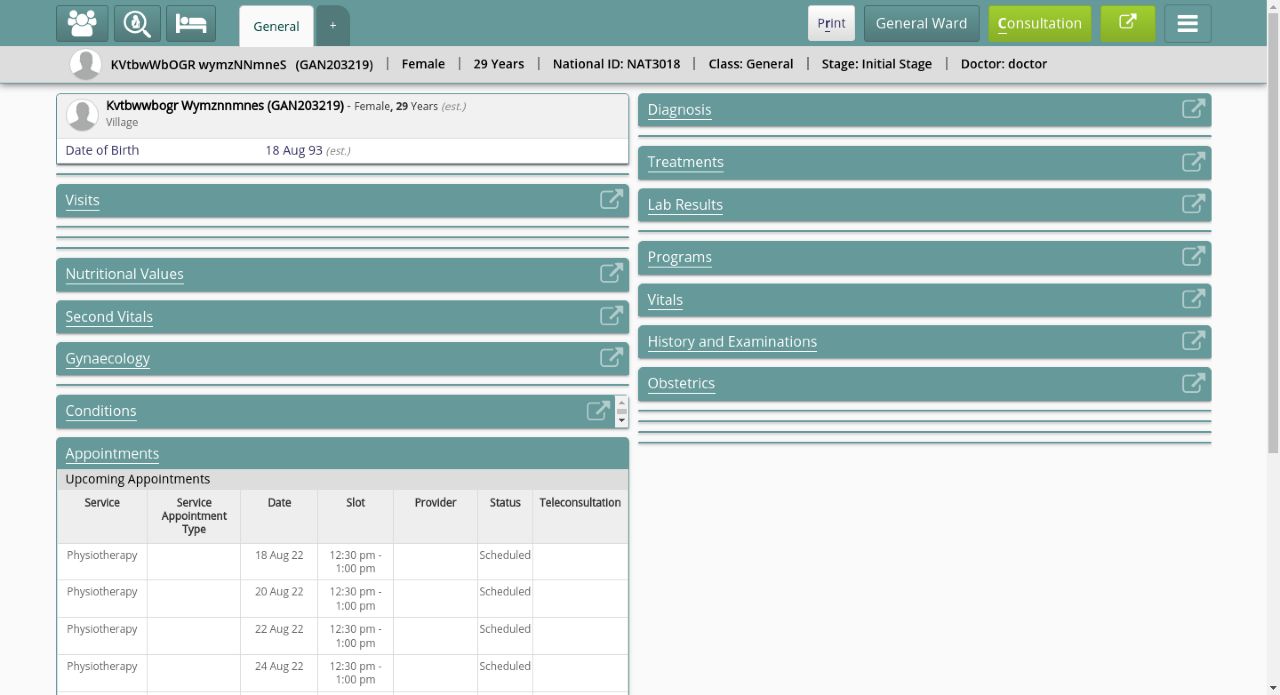 General
+
Print
General Ward
Consultation
KVtbwWbOGR wymzNNmneS (GAN203219) | Female | 29 Years | National ID: NAT3018 | Class: General | Stage: Initial Stage | Doctor: doctor
Kvtbwwbogr Wymznnmnes (GAN203219) - Female, 29 Years (est.)
Village
Date of Birth 18 Aug 93 (est.)
Visits
Nutritional Values
Second Vitals
Gynaecology
Conditions
Appointments
Upcoming Appointments
Service Service Appointment Type Date Slot Provider Status Teleconsultation
Physiotherapy 18 Aug 22 12:30 pm - 1:00 pm Scheduled
Physiotherapy 20 Aug 22 12:30 pm - 1:00 pm Scheduled
Physiotherapy 22 Aug 22 12:30 pm - 1:00 pm Scheduled
Physiotherapy 24 Aug 22 12:30 pm - 1:00 pm Scheduled
Diagnosis
Treatments
Lab Results
Programs
Vitals
History and Examinations
Obstetrics